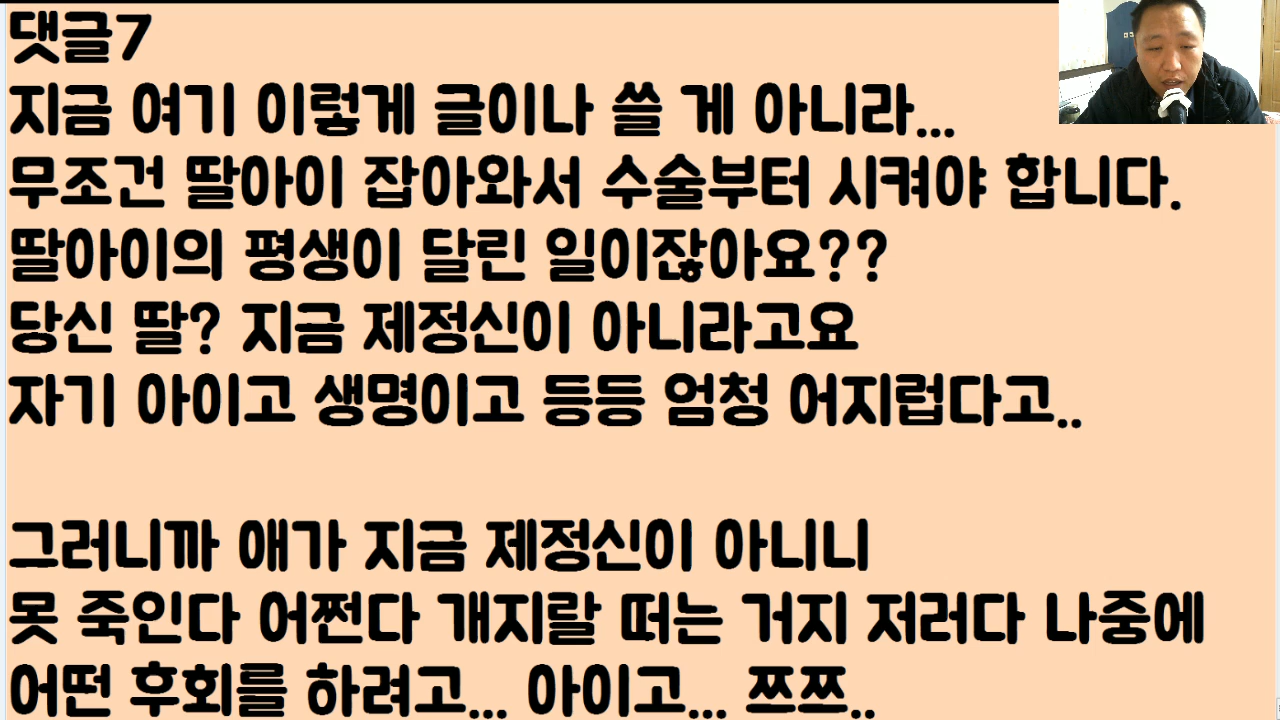 댓글7
지금 여기 이렇게 글이나 쓸 게 아니라...
무조건 딸아이 잡아와서 수술부터 시켜야 합니다.
딸아이의 평생이 달린 일이잖아요??
당신 딸? 지금 제정신이 아니라고요
자기 아이고 생명이고 등등 엄청 어지럽다고..
그러니까 애가 지금 제정신이 아니니
못 죽인다 어쩐다 개지랄 떠는 거지 저러다 나중에
어떤 후회를 하려고... 아이고... 쯔쯔..